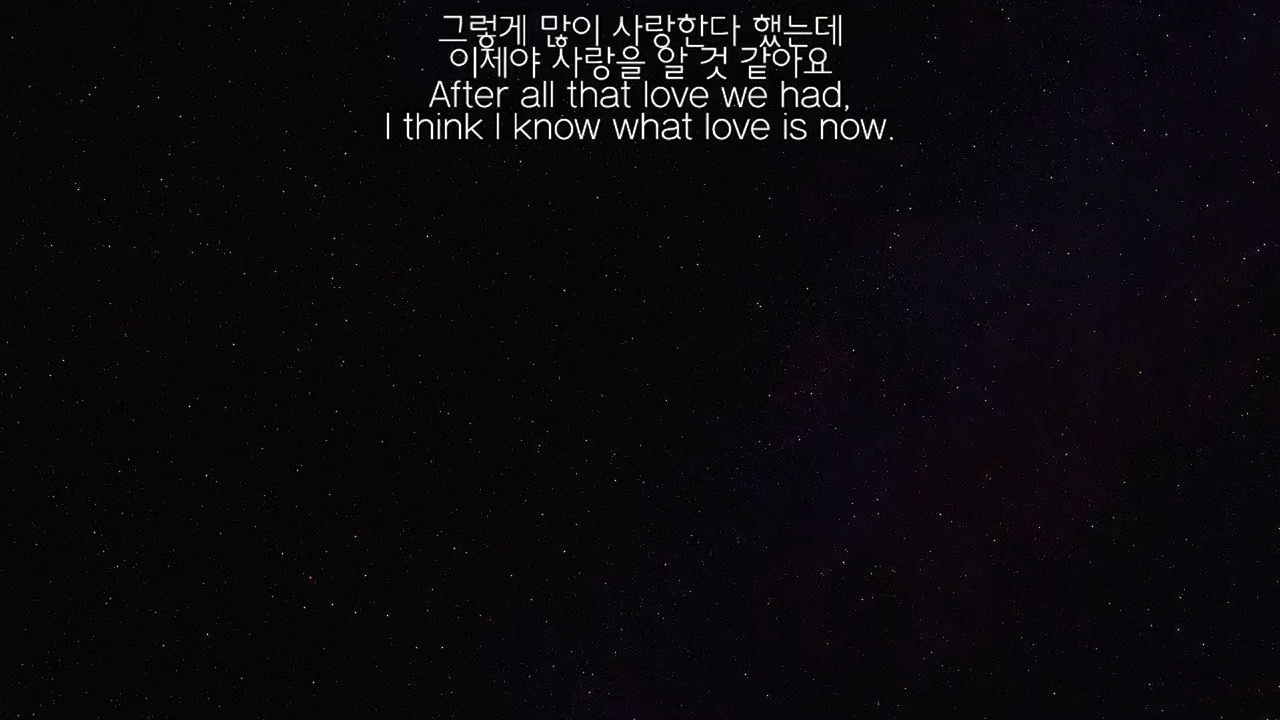 그렇게 많이 사랑한다 했는데
이제야 사랑을 알 것 같아요
After all that love we had,
I think I know what love is now.